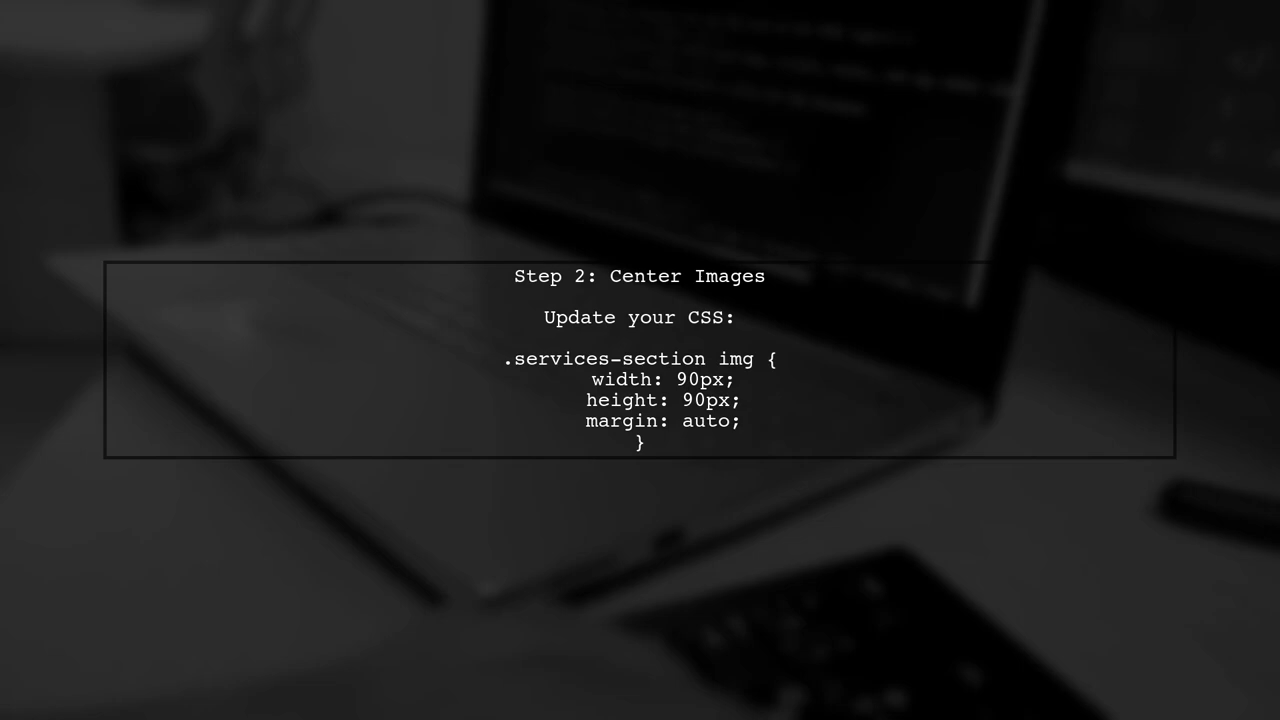 Step 2: Center Images
Update your CSS:
.services-section img {
width: 90px;
height: 90px;
margin: auto;
}